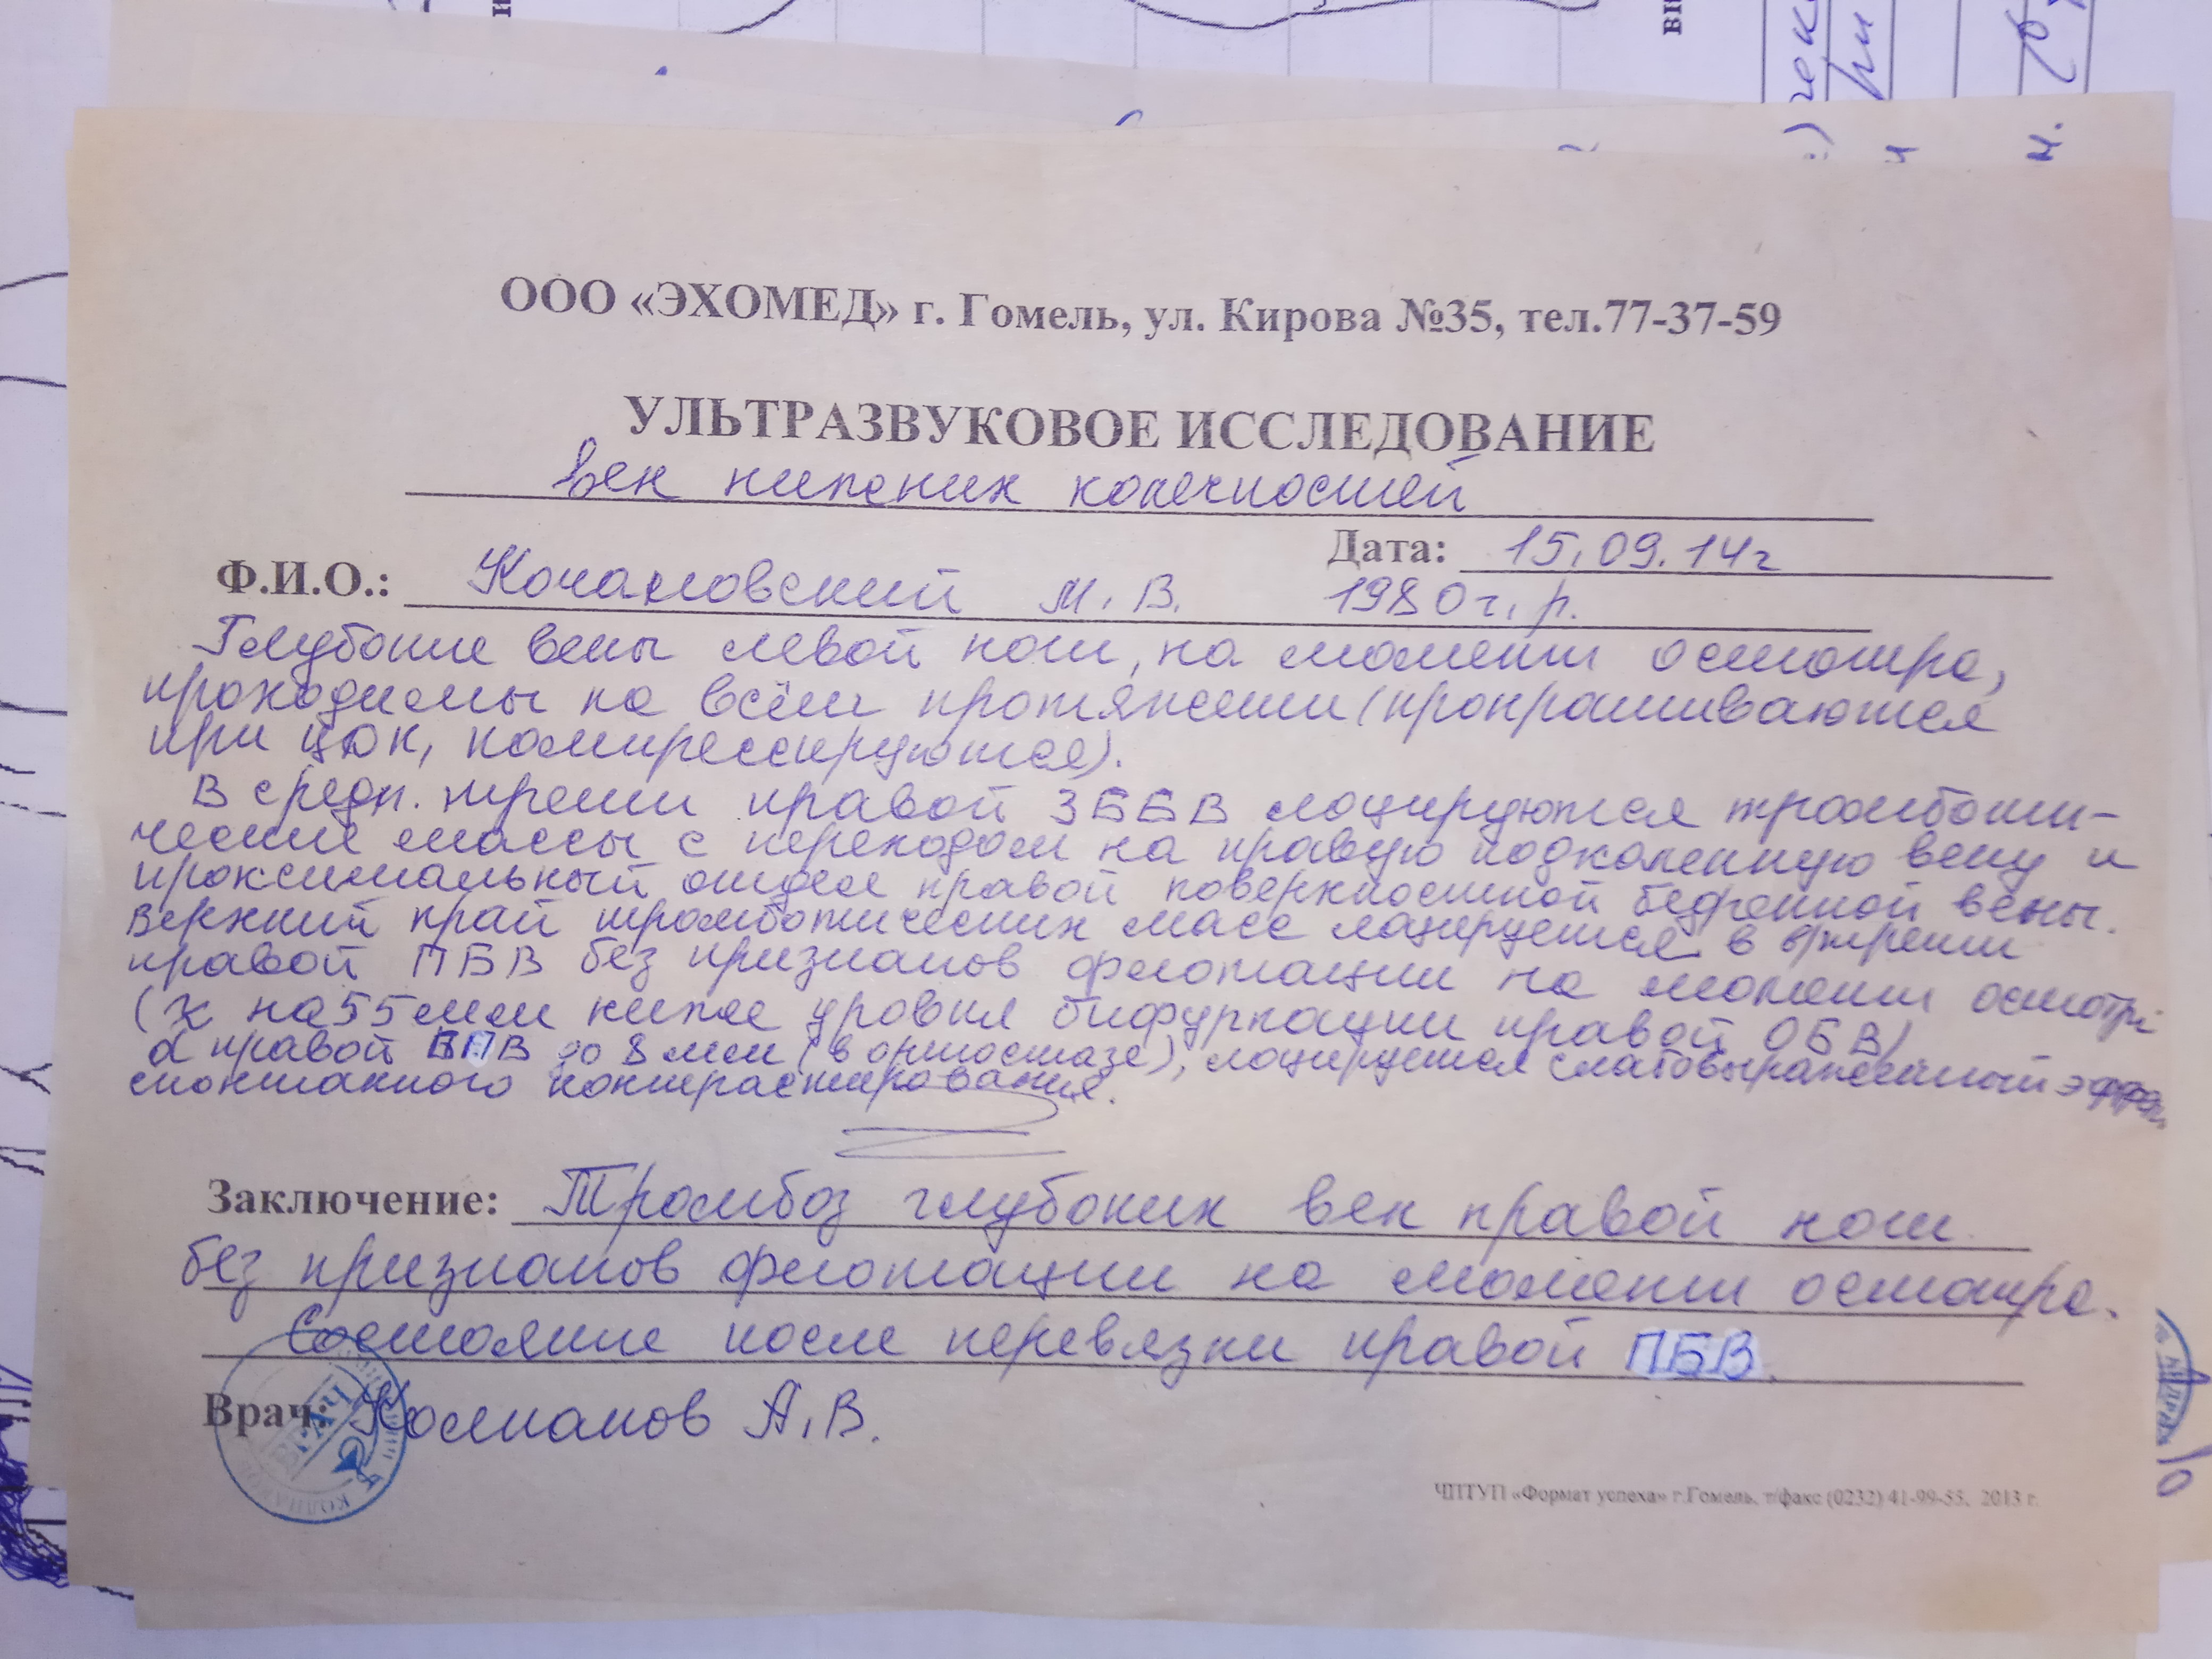 ООО «ЭХОМЕД» г. Гомель, ул. Кирова №35, тел.77-37-59
УЛЬТРАЗВУКОВОЕ ИССЛЕДОВАНИЕ
вен нижних конечностей
Дата: 15.09.14г
Ф.И.О.: М.В. 1980г.р.
Глубокие вены левой ноги, на момент осмотра,
проходимы на всём протяжении (прокрашиваются
при ЦДК, компрессируются).
В средн. трети правой ЗББВ лоцируются тромботи-
ческие массы с переходом на правую подколенную вену и
проксимальный отдел правой поверхностной бедренной вены.
Верхний край тромботических масс лоцируется в в/трети
правой ПБВ без признаков флотации на момент осмотра
(на 55мм ниже уровня бифуркации правой ОБВ)
d правой до 8 мм (в ортостазе), лоцируется слабовыраженный
спонтанного контрастирования.
Заключение: Тромбоз глубоких вен правой ноги
без признаков флотации на момент осмотра.
Состояние после перевязки правой ПБВ.
Врач: Колпаков А.В.
ЧПТУП «Формат успеха» г.Гомель, т/факс (0232) 41-99-55, 2013 г.